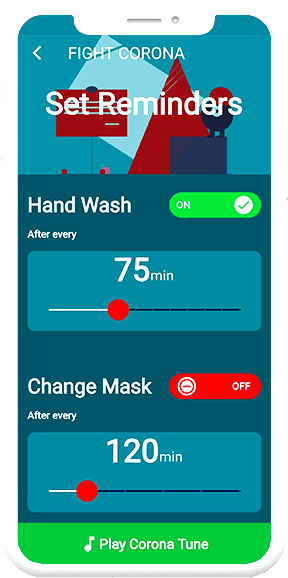 FIGHT CORONA
Set Reminders
Hand Wash
ON
After every
75min
Change Mask
OFF
After every
120min
Play Corona Tune